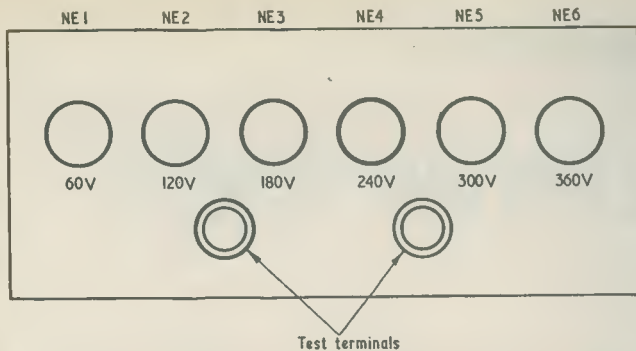 NE1 NE2 NE3 NE4 NE5 NE6
60V 120V 180V 240V 300V 360V
Test terminals